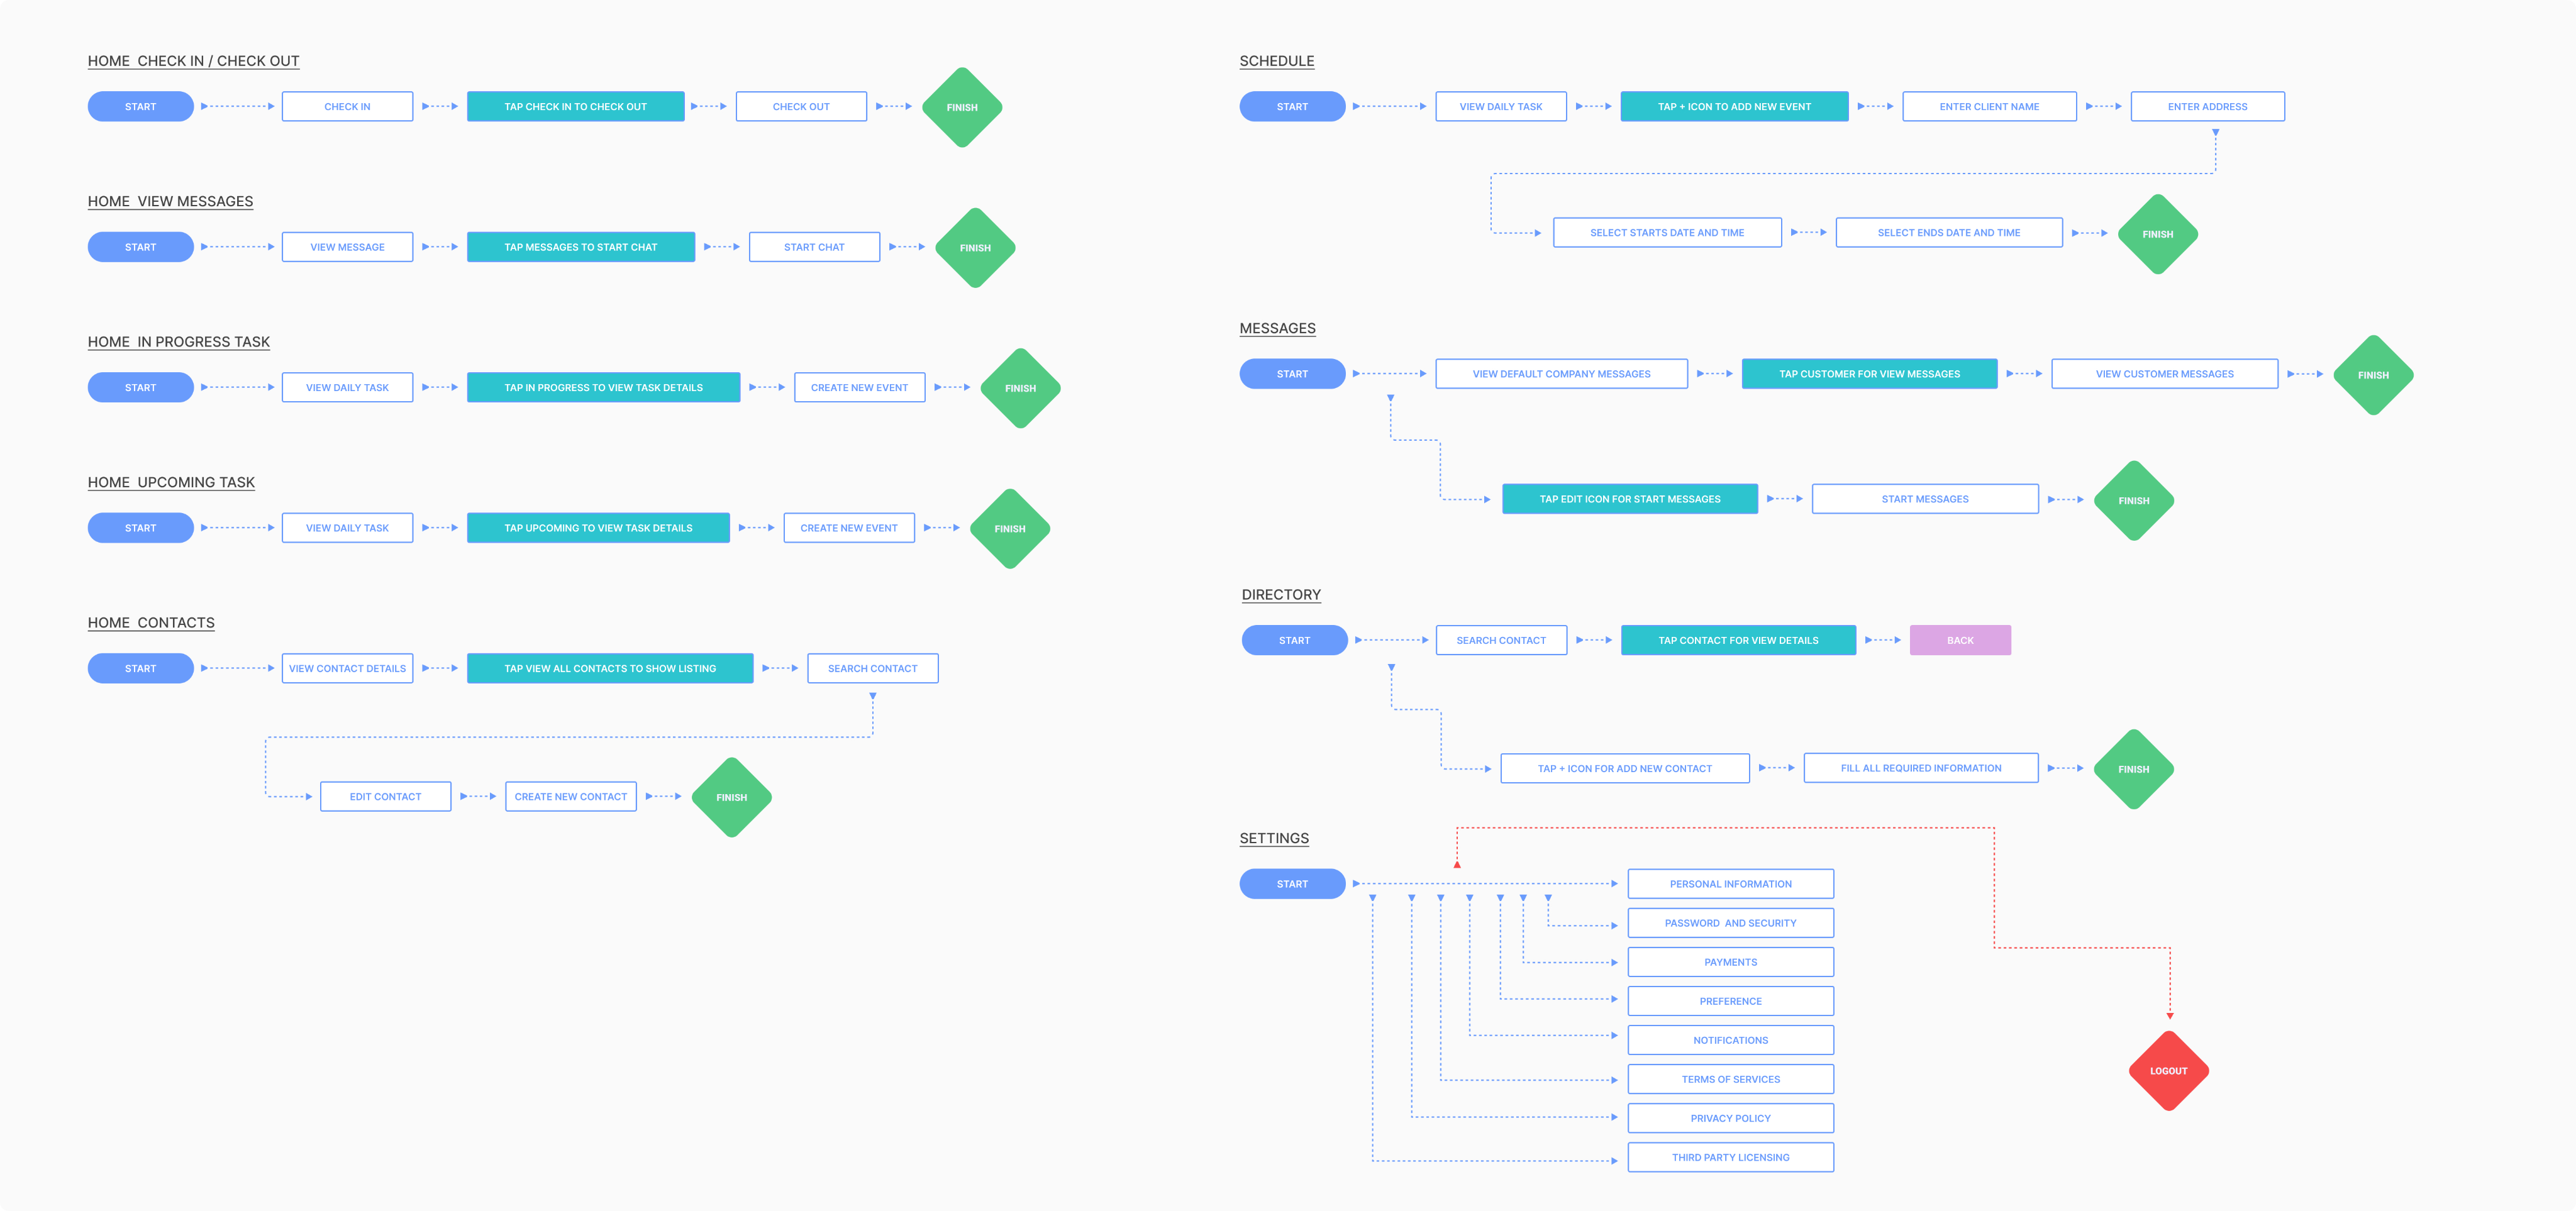 HOME  CHECK IN / CHECK OUT
START
CHECK IN
TAP CHECK IN TO CHECK OUT
CHECK OUT
FINISH
HOME  VIEW MESSAGES
START
VIEW MESSAGE
TAP MESSAGES TO START CHAT
START CHAT
FINISH
HOME  IN PROGRESS TASK
START
VIEW DAILY TASK
TAP IN PROGRESS TO VIEW TASK DETAILS
CREATE NEW EVENT
FINISH
HOME  UPCOMING TASK
START
VIEW DAILY TASK
TAP UPCOMING TO VIEW TASK DETAILS
CREATE NEW EVENT
FINISH
HOME  CONTACTS
START
VIEW CONTACT DETAILS
TAP VIEW ALL CONTACTS TO SHOW LISTING
SEARCH CONTACT
EDIT CONTACT
CREATE NEW CONTACT
FINISH
SCHEDULE
START
VIEW DAILY TASK
TAP + ICON TO ADD NEW EVENT
ENTER CLIENT NAME
ENTER ADDRESS
SELECT STARTS DATE AND TIME
SELECT ENDS DATE AND TIME
FINISH
MESSAGES
START
VIEW DEFAULT COMPANY MESSAGES
TAP CUSTOMER FOR VIEW MESSAGES
VIEW CUSTOMER MESSAGES
FINISH
TAP EDIT ICON FOR START MESSAGES
START MESSAGES
FINISH
DIRECTORY
START
SEARCH CONTACT
TAP CONTACT FOR VIEW DETAILS
BACK
TAP + ICON FOR ADD NEW CONTACT
FILL ALL REQUIRED INFORMATION
FINISH
SETTINGS
START
PERSONAL INFORMATION
PASSWORD  AND SECURITY
PAYMENTS
PREFERENCE
NOTIFICATIONS
TERMS OF SERVICES
PRIVACY POLICY
THIRD PARTY LICENSING
LOGOUT